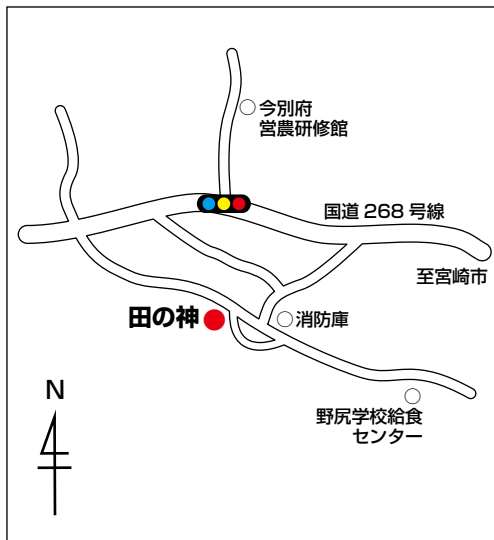 今別府
営農研修館
国道 268 号線
至宮崎市
田の神
消防庫
N
野尻学校給食
センター